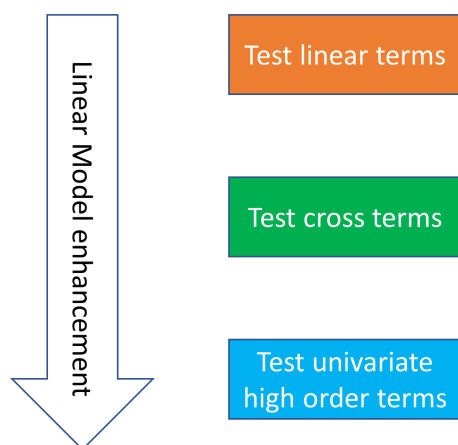 Linear Model enhancement
Test linear terms
Test cross terms
Test univariate
high order terms